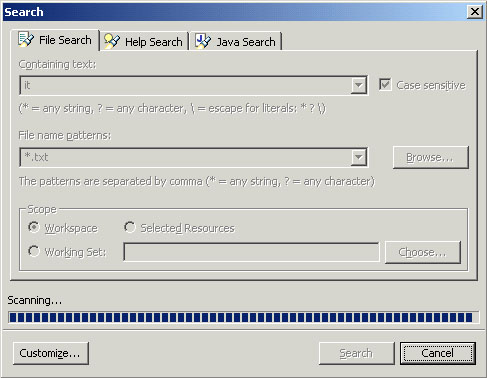 Search
File Search Help Search Java Search
Containing text:
it Case sensitive
(* = any string, ? = any character, \ = escape for literals: * ? \)
File name patterns:
*.txt Browse...
The patterns are separated by comma (* = any string, ? = any character)
Scope
Workspace Selected Resources
Working Set: Choose...
Scanning...
Customize... Search Cancel